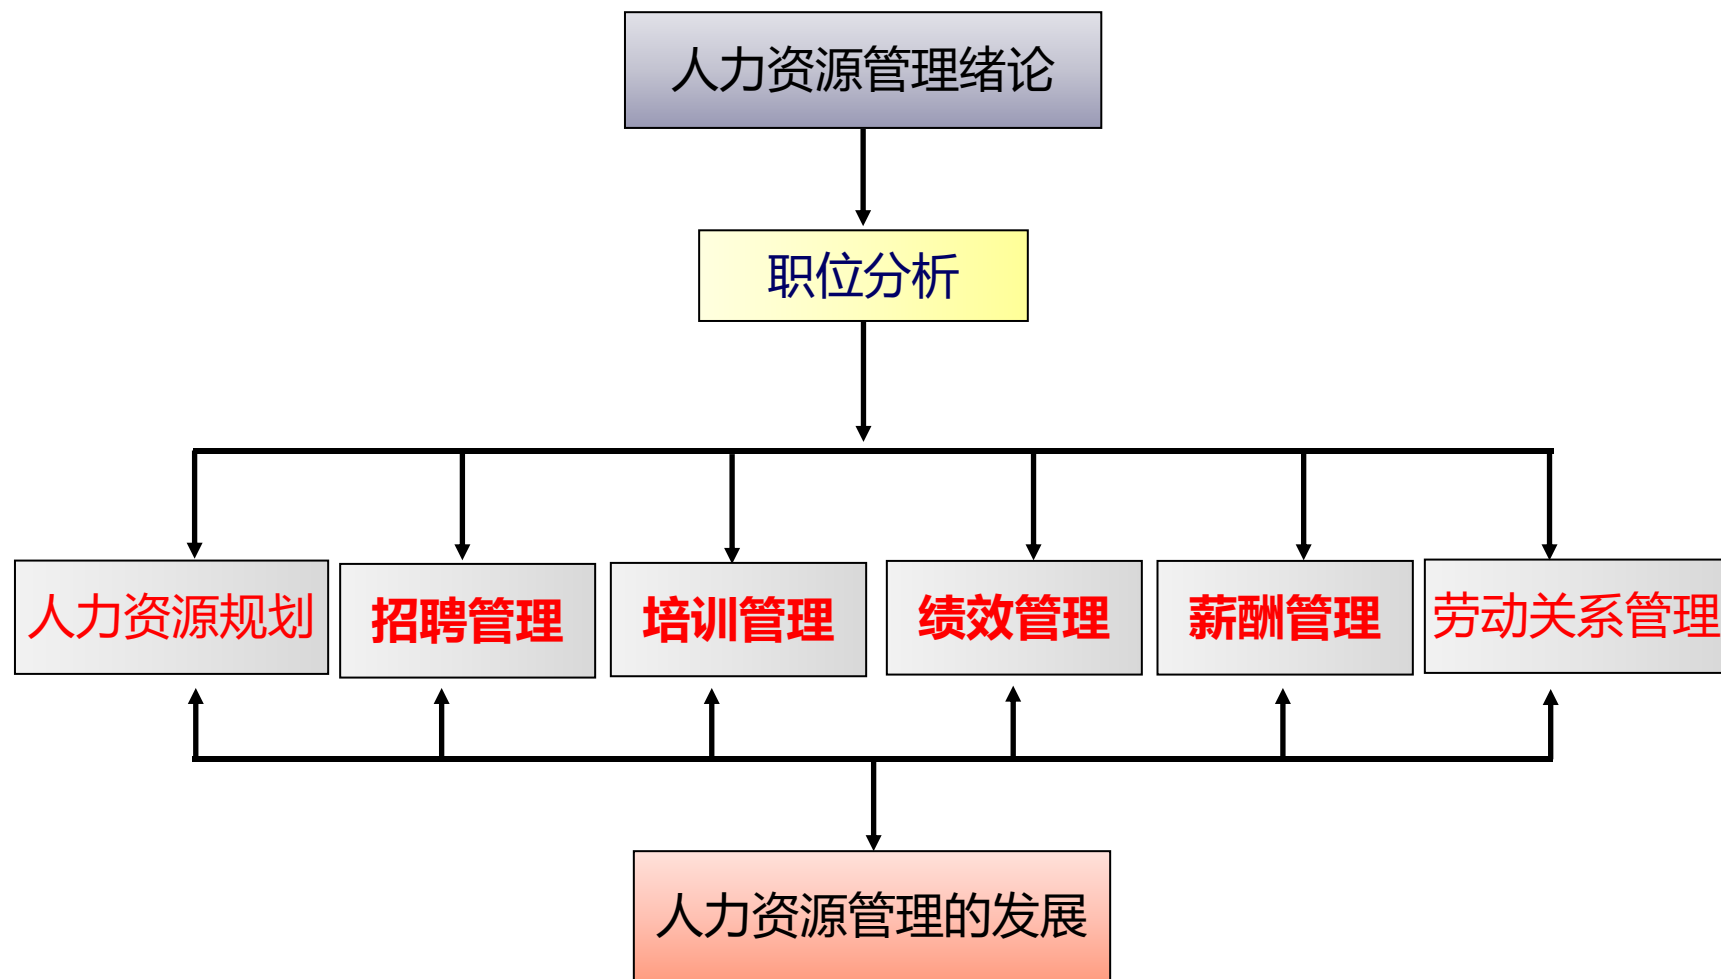 人力资源管理绪论
职位分析
人力资源规划
招聘管理
培训管理
绩效管理
薪酬管理
劳动关系管理
人力资源管理的发展